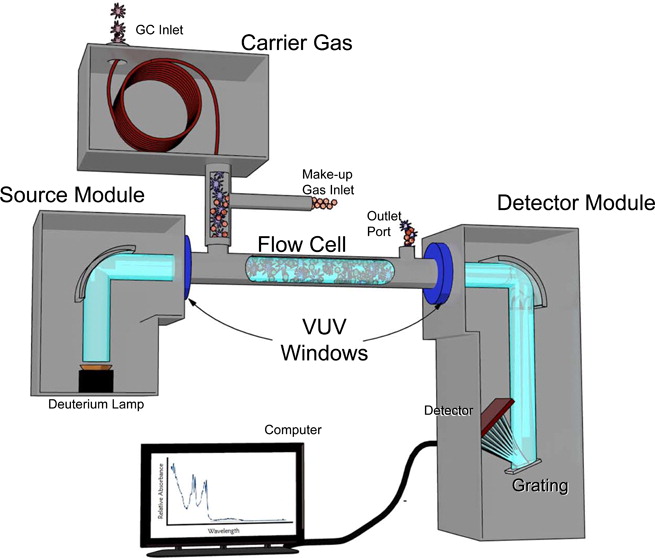 GC Inlet
Carrier Gas
Make-up
Gas Inlet
Source Module
Detector Module
Outlet
Port
Flow Cell
VUV
Windows
Deuterium Lamp
Detector
Computer
Grating
Relative Absorbance
Wavelength